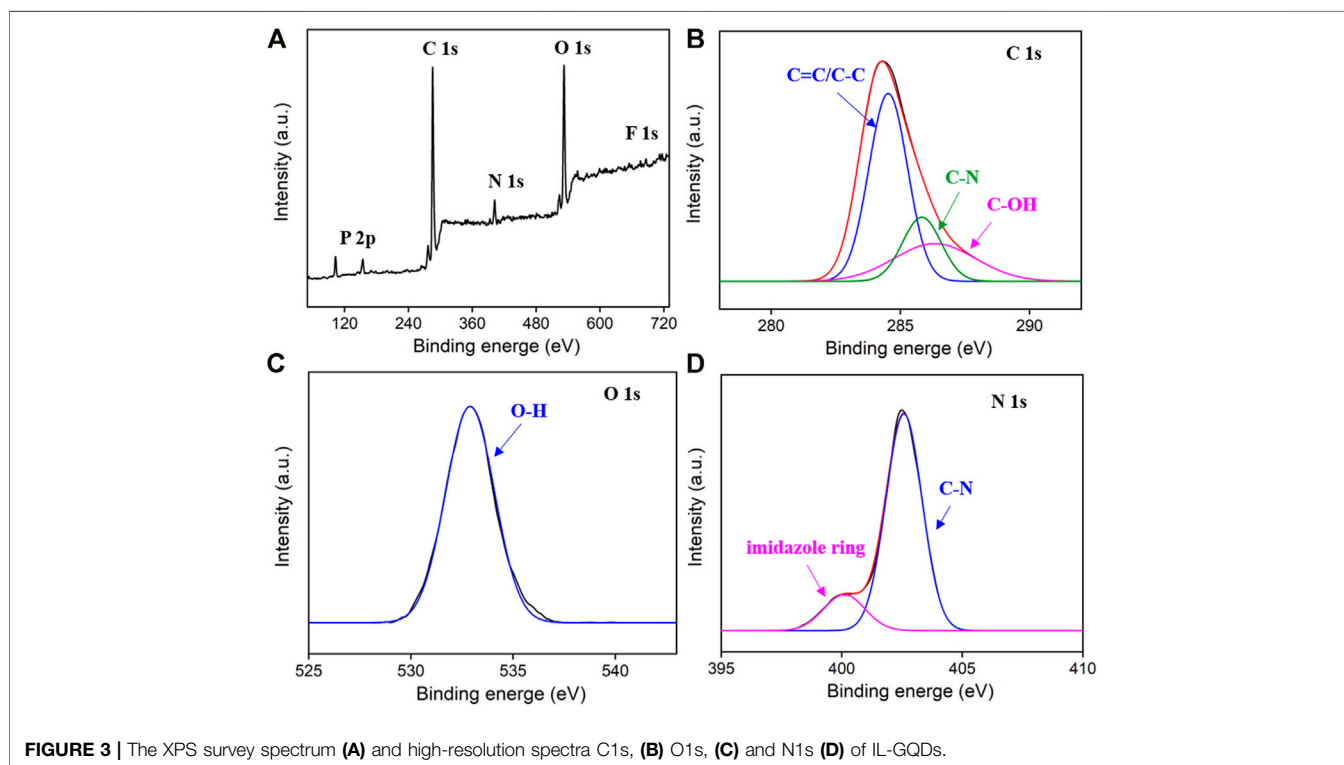 A
C 1s
O 1s
F 1s
N 1s
P 2p
Intensity (a.u.)
120 240 360 480 600 720
Binding energe (eV)
B
C 1s
C=C/C-C
C-N
C-OH
Intensity (a.u.)
280 285 290
Binding energe (eV)
C
O 1s
O-H
Intensity (a.u.)
525 530 535 540
Binding energe (eV)
D
N 1s
C-N
imidazole ring
Intensity (a.u.)
395 400 405 410
Binding energe (eV)
FIGURE 3 | The XPS survey spectrum (A) and high-resolution spectra C1s, (B) O1s, (C) and N1s (D) of IL-GQDs.